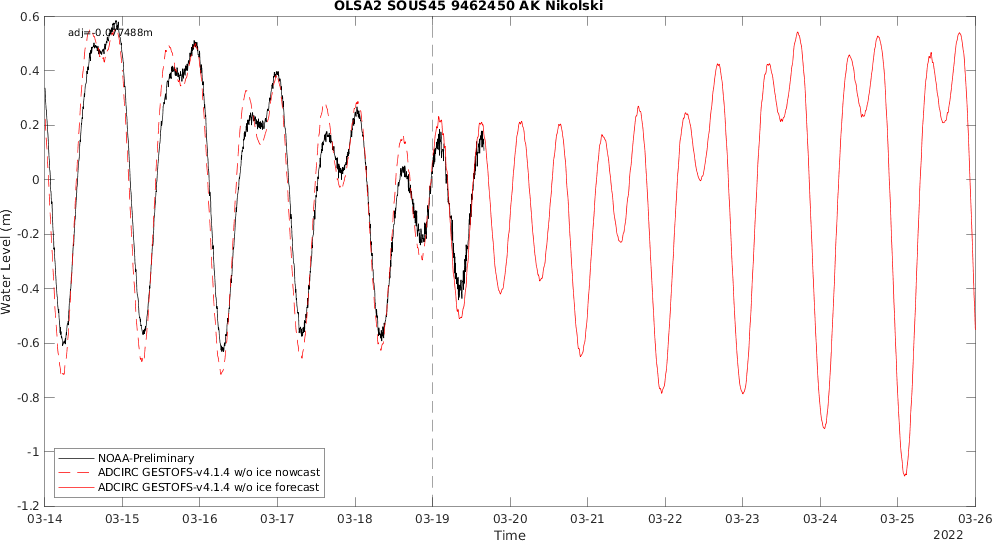 OLSA2 SOUS45 9462450 AK Nikolski
adj=-0.077488m
0.6
0.4
0.2
0
-0.2
-0.4
-0.6
-0.8
-1
-1.2
Water Level (m)
NOAA-Preliminary
ADCIRC GESTOFS-v4.1.4 w/o ice nowcast
ADCIRC GESTOFS-v4.1.4 w/o ice forecast
03-14 03-15 03-16 03-17 03-18 03-19 03-20 03-21 03-22 03-23 03-24 03-25 03-26
Time
2022